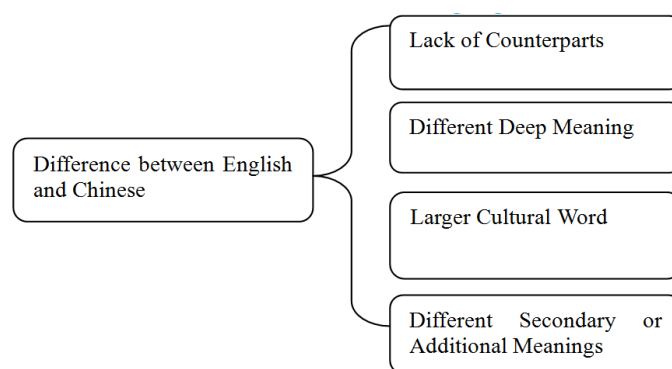 Lack of Counterparts
Different Deep Meaning
Difference between English
and Chinese
Larger Cultural Word
Different Secondary or
Additional Meanings